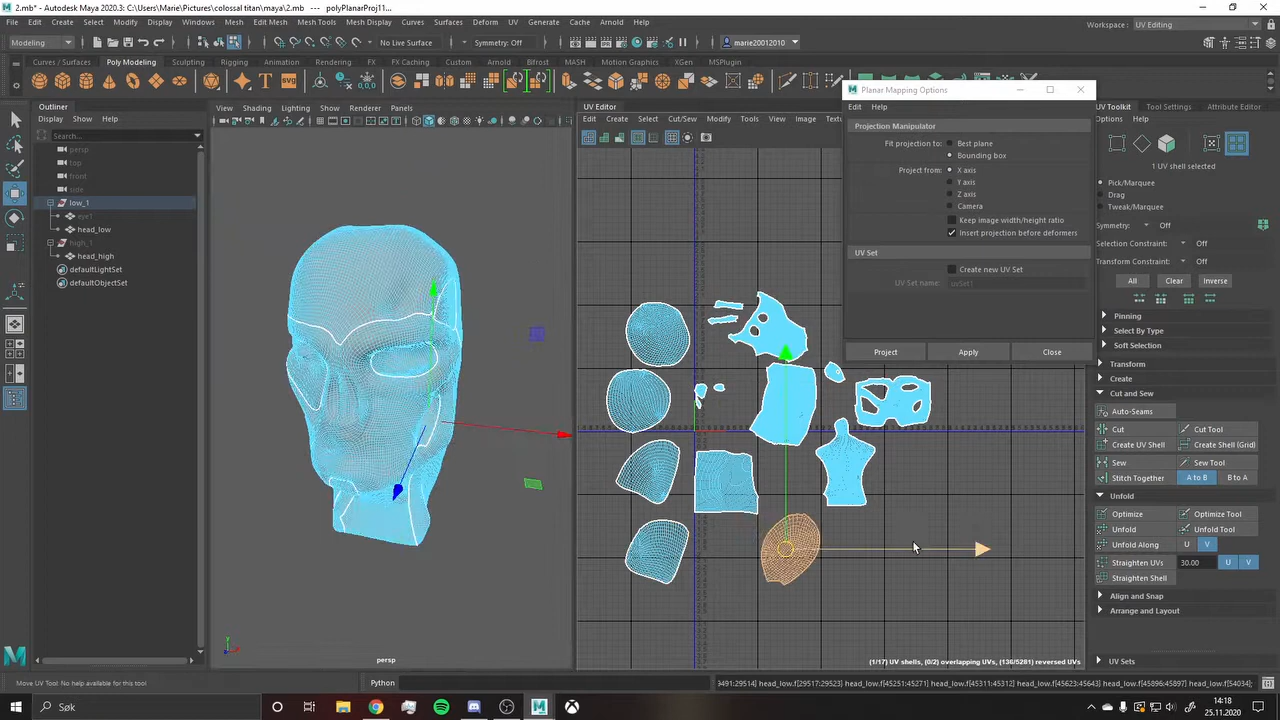 2.mb* - Autodesk Maya 2020.3: C:\Users\Marie\Pictures\colossal titan\maya\2.mb --- polyPlanarProj11...
File Edit Create Select Modify Display Windows Mesh Edit Mesh Mesh Tools Mesh Display Curves Surfaces Deform UV Generate Cache Arnold Help
Workspace: UV Editing
Modeling
No Live Surface
Symmetry: Off
marie20012010
Curves / Surfaces Poly Modeling Sculpting Rigging Animation Rendering FX FX Caching Custom Arnold Bifrost MASH Motion Graphics XGen MSPlugin
svg
Outliner
Display Show Help
Search...
persp
top
front
side
low_1
eye1
head_low
high_1
head_high
defaultLightSet
defaultObjectSet
View Shading Lighting Show Renderer Panels
persp
UV Editor
Edit Create Select Cut/Sew Modify Tools View Image Text
Planar Mapping Options
Edit Help
Projection Manipulator
Fit projection to: Best plane
Bounding box
Project from: X axis
Y axis
Z axis
Camera
Keep image width/height ratio
Insert projection before deformers
UV Set
Create new UV Set
UV Set name: uvSet1
Project Apply Close
(1/17) UV shells, (0/2) overlapping UVs, (136/5281) reversed UVs
UV Toolkit Tool Settings Attribute Editor
Options Help
1 UV shell selected
Pick/Marquee
Drag
Tweak/Marquee
Symmetry: Off
Selection Constraint: Off
Transform Constraint: Off
All Clear Inverse
Pinning
Select By Type
Soft Selection
Transform
Create
Cut and Sew
Auto-Seams
Cut Cut Tool
Create UV Shell Create Shell (Grid)
Sew Sew Tool
Stitch Together A to B B to A
Unfold
Optimize Optimize Tool
Unfold Unfold Tool
Unfold Along U V
Straighten UVs 30.00 U V
Straighten Shell
Align and Snap
Arrange and Layout
UV Sets
Move UV Tool: No help available for this tool
Python
9491:29514] head_low.f[29517:29523] head_low.f[45251:45271] head_low.f[45311:45312] head_low.f[45623:45643] head_low.f[45896:45897] head_low.f[54034];
Søk
14:18
25.11.2020